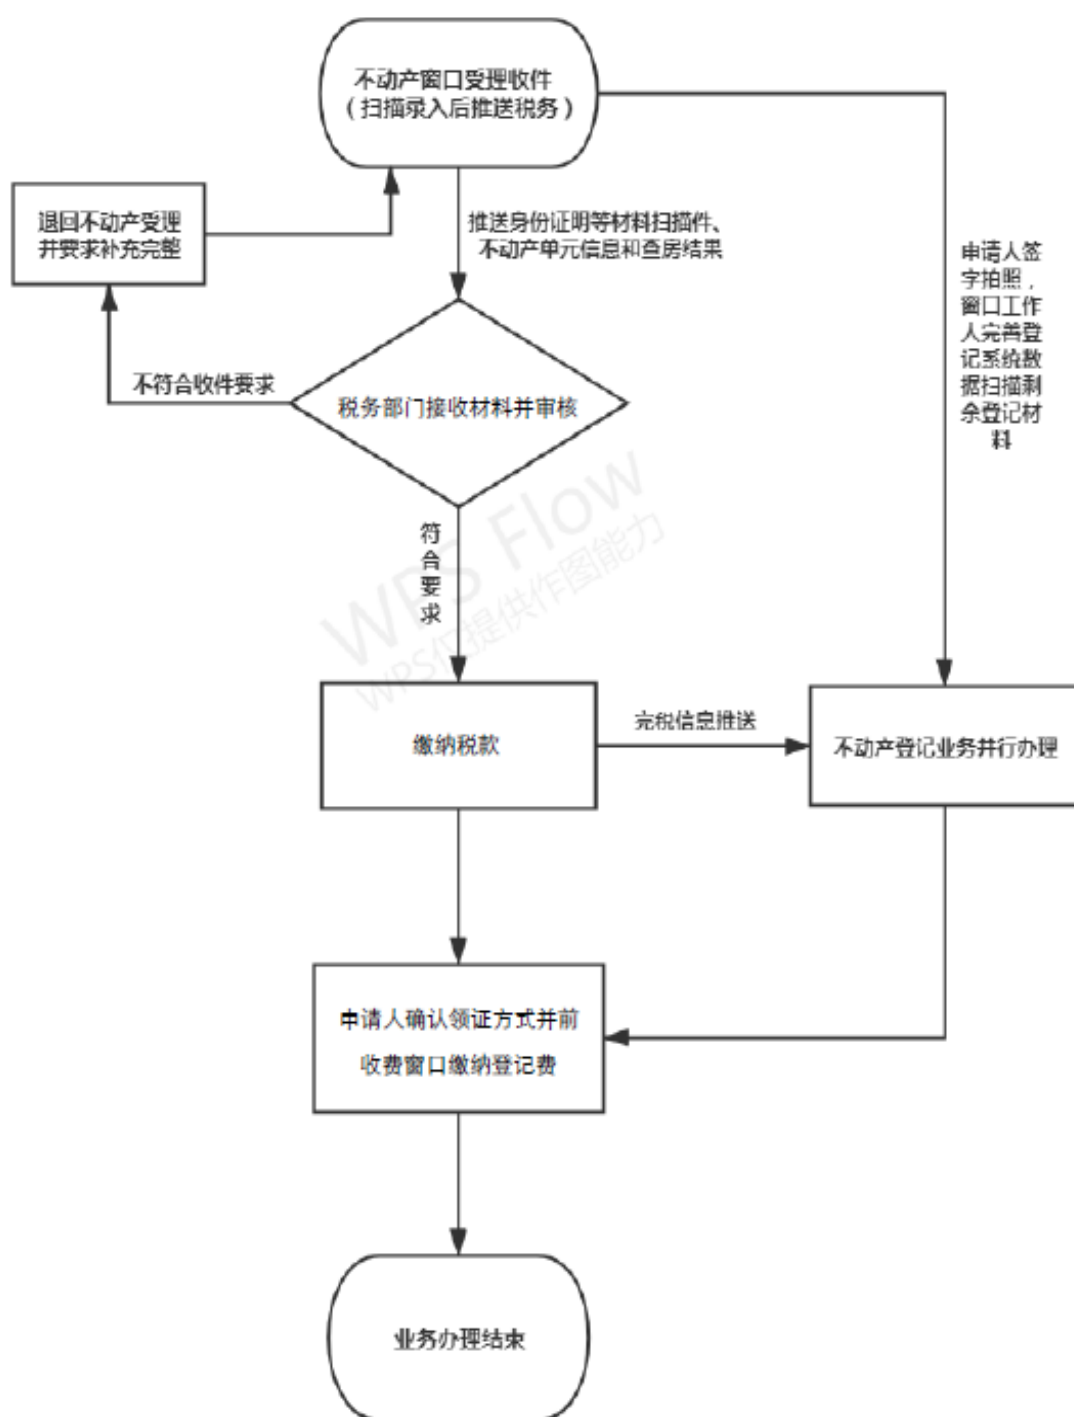 不动产窗口受理收件
（扫描录入后推送税务）
退回不动产受理
并要求补充完整
推送身份证明等材料扫描件、
不动产单元信息和查房结果
申请人签
字拍照，
窗口工作
人完善登
记系统数
据扫描剩
余登记材
料
不符合收件要求
税务部门接收材料并审核
符
合
要
求
WPS Flow
WPS仅提供作图能力
缴纳税款
完税信息推送
不动产登记业务并行办理
申请人确认领证方式并前
收费窗口缴纳登记费
业务办理结束